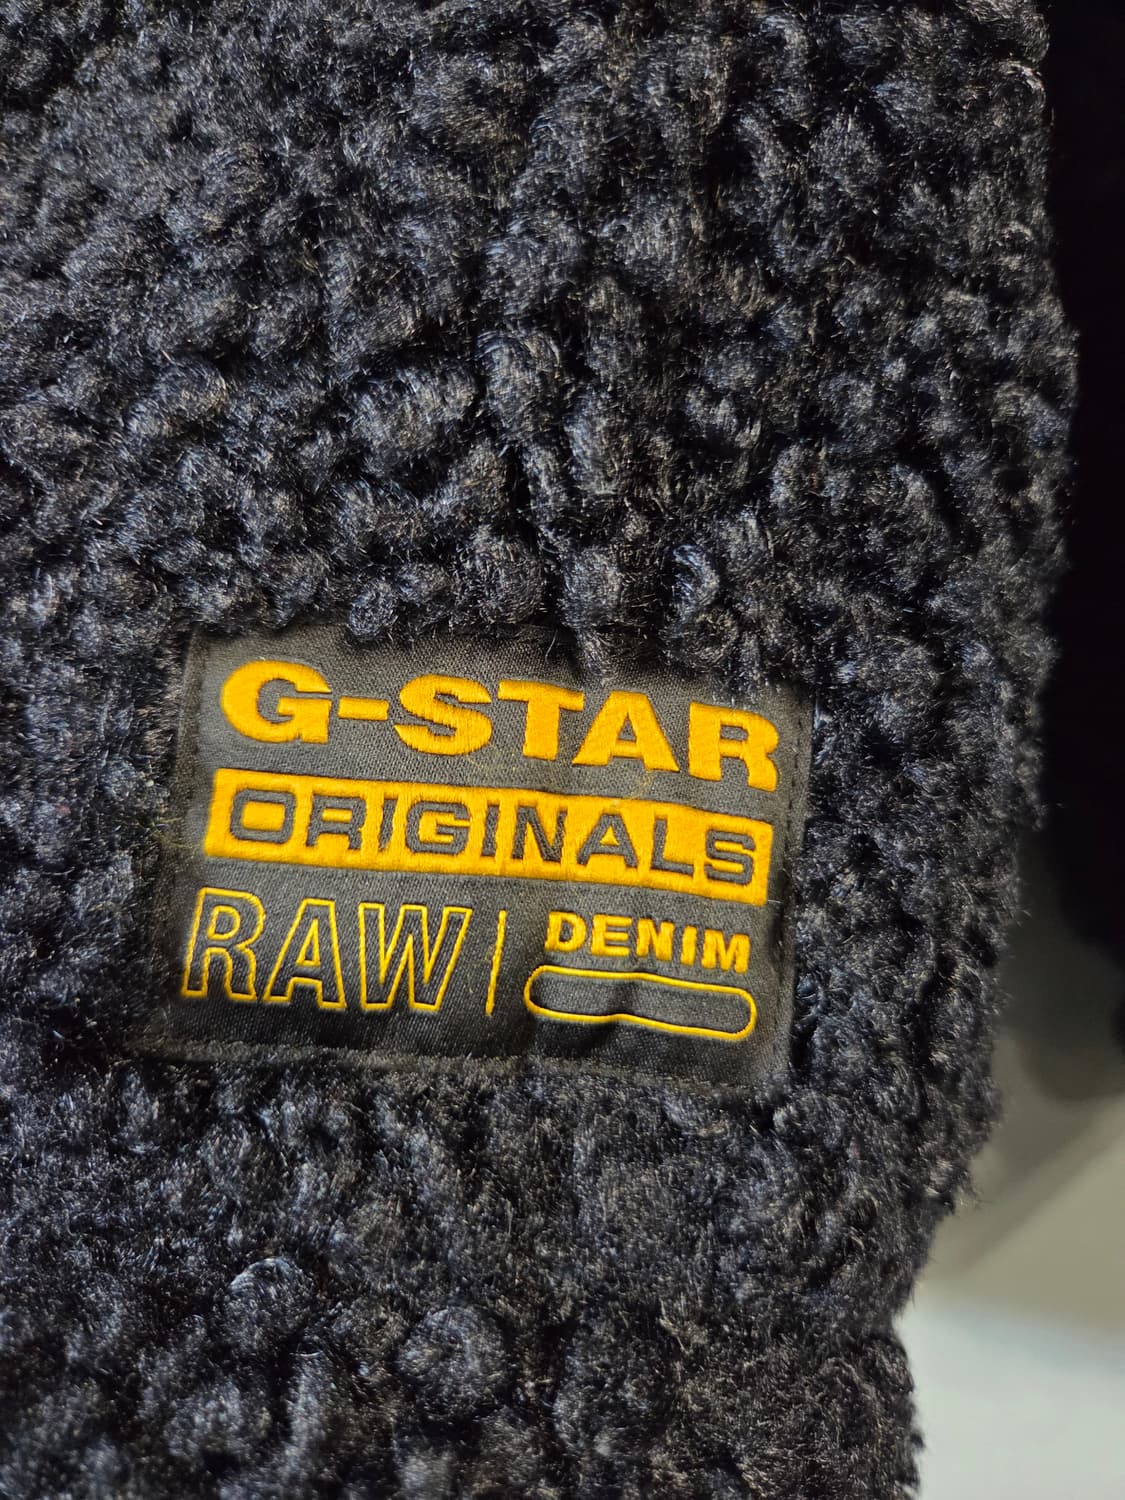 G-STAR
ORIGINALS
RAW | DENIM